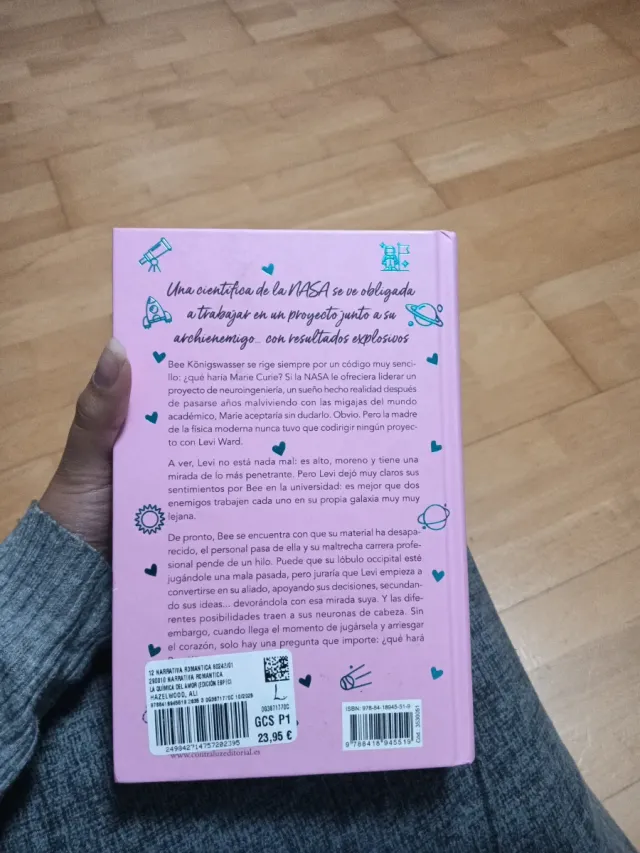 Una científica de la NASA se ve obligada
a trabajar en un proyecto junto a su
archienemigo... con resultados explosivos
Bee Königswasser se rige siempre por un código muy senci-
llo: ¿qué haría Marie Curie? Si la NASA le ofreciera liderar un
proyecto de neuroingeniería, un sueño hecho realidad después
de pasarse años malviviendo con las migajas del mundo
académico, Marie aceptaría sin dudarlo. Obvio. Pero la madre
de la física moderna nunca tuvo que codirigir ningún proyec-
to con Levi Ward.
A ver, Levi no está nada mal: es alto, moreno y tiene una
mirada de lo más penetrante. Pero Levi dejó muy claros sus
sentimientos por Bee en la universidad: es mejor que dos
enemigos trabajen cada uno en su propia galaxia muy muy
lejana.
De pronto, Bee se encuentra con que su material ha desapa-
recido, el personal pasa de ella y su maltrecha carrera profe-
sional pende de un hilo. Puede que su lóbulo occipital esté
jugándole una mala pasada, pero juraría que Levi empieza a
convertirse en su aliado, apoyando sus decisiones, secundan-
do sus ideas... devorándola con esa mirada suya. Y las dife-
rentes posibilidades traen a sus neuronas de cabeza. Sin
embargo, cuando llega el momento de jugársela y arriesgar
el corazón, solo hay una pregunta que importe: ¿qué hará
12 NARRATIVA ROMANTICA
NARRATIVA ROMANTICA
LA QUIMICA DEL AMOR (EDICIÓN
HAZELWOOD, ALI
GCS P1
23,95 €
249942714757202395
www.contraluzeditorial.es
ISBN: 978-84-18945-51-9
9788418945519